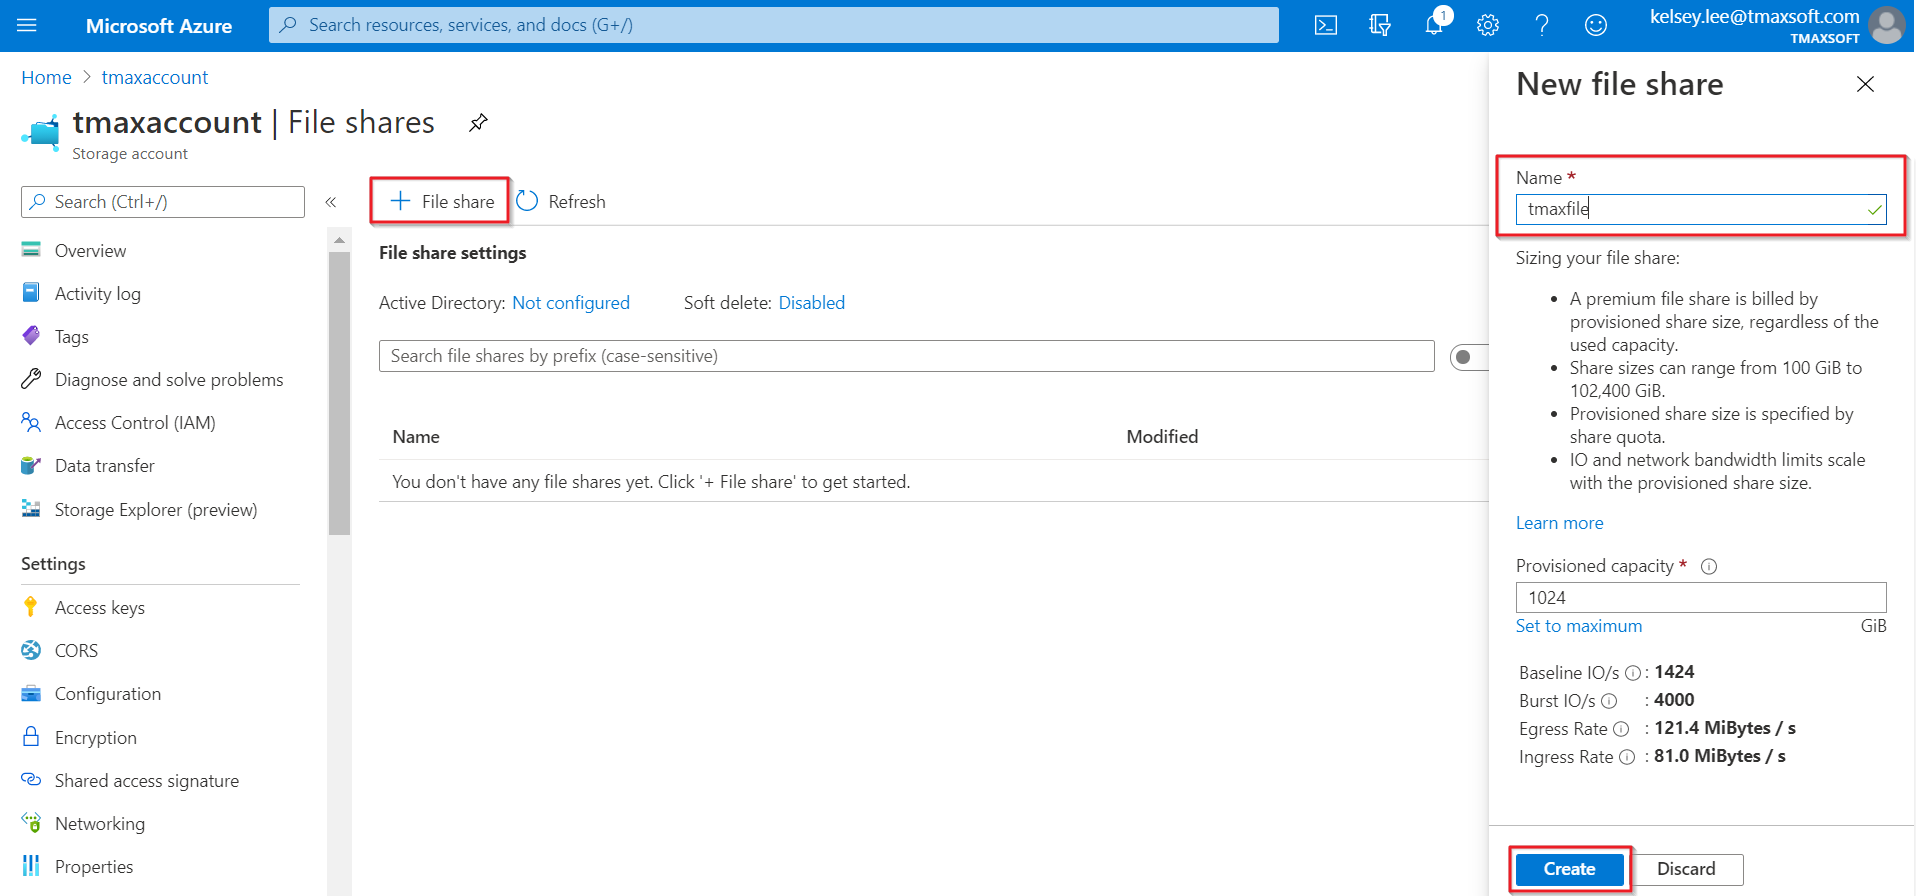 Microsoft Azure
Search resources, services, and docs (G+/)
1
kelsey.lee@tmaxsoft.com
TMAXSOFT
Home > tmaxaccount
tmaxaccount | File shares
Storage account
Search (Ctrl+/)
«
Overview
Activity log
Tags
Diagnose and solve problems
Access Control (IAM)
Data transfer
Storage Explorer (preview)
Settings
Access keys
CORS
Configuration
Encryption
Shared access signature
Networking
Properties
+ File share
Refresh
File share settings
Active Directory: Not configured
Soft delete: Disabled
Search file shares by prefix (case-sensitive)
Name
Modified
You don't have any file shares yet. Click '+ File share' to get started.
New file share
Name *
tmaxfile
Sizing your file share:
• A premium file share is billed by
provisioned share size, regardless of the
used capacity.
• Share sizes can range from 100 GiB to
102,400 GiB.
• Provisioned share size is specified by
share quota.
• IO and network bandwidth limits scale
with the provisioned share size.
Learn more
Provisioned capacity *
1024
Set to maximum
GiB
Baseline IO/s : 1424
Burst IO/s : 4000
Egress Rate : 121.4 MiBytes / s
Ingress Rate : 81.0 MiBytes / s
Create
Discard